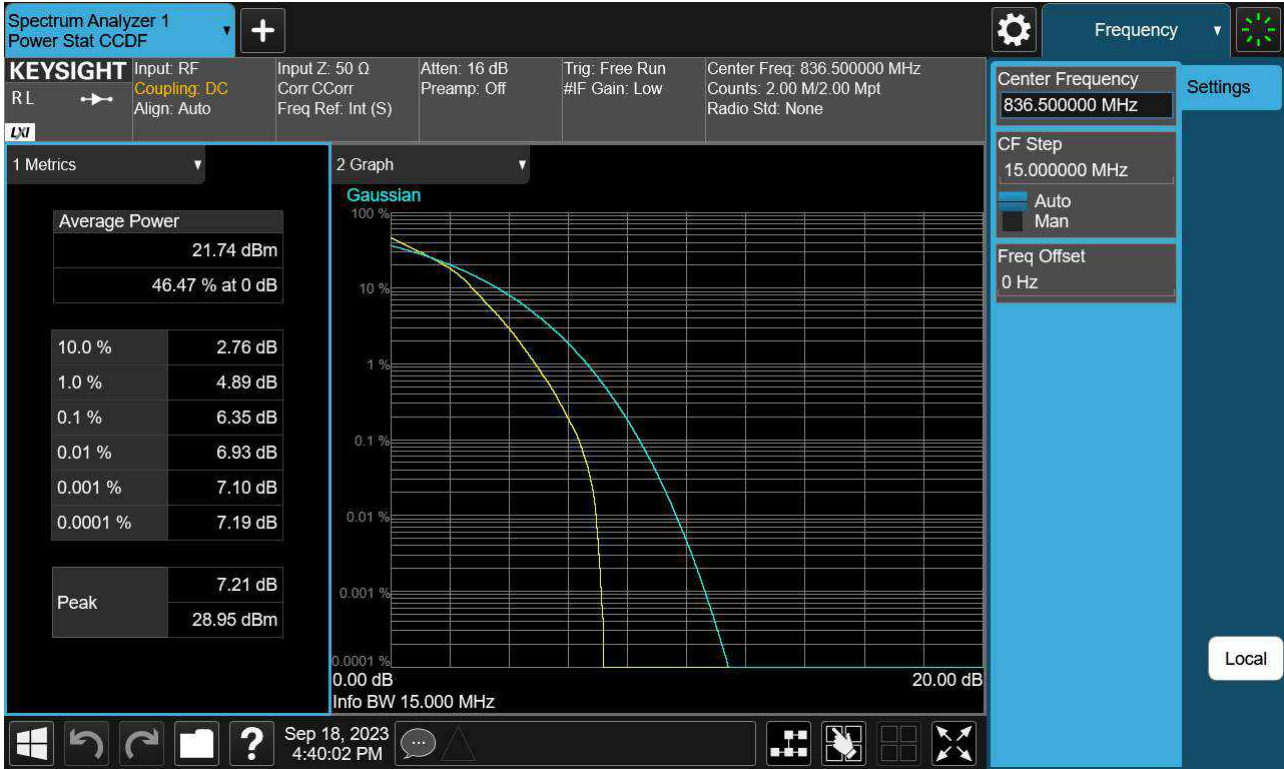 Spectrum Analyzer 1
Power Stat CCDF
Frequency
KEYSIGHT
RL
LXI
Input: RF
Coupling: DC
Align: Auto
Input Z: 50 Ω
Corr CCorr
Freq Ref: Int (S)
Atten: 16 dB
Preamp: Off
Trig: Free Run
#IF Gain: Low
Center Freq: 836.500000 MHz
Counts: 2.00 M/2.00 Mpt
Radio Std: None
Center Frequency
836.500000 MHz
Settings
CF Step
15.000000 MHz
Auto
Man
Freq Offset
0 Hz
Local
1 Metrics
Average Power
21.74 dBm
46.47 % at 0 dB
10.0 % 2.76 dB
1.0 % 4.89 dB
0.1 % 6.35 dB
0.01 % 6.93 dB
0.001 % 7.10 dB
0.0001 % 7.19 dB
Peak
7.21 dB
28.95 dBm
2 Graph
Gaussian
100 %
10 %
1 %
0.1 %
0.01 %
0.001 %
0.0001 %
0.00 dB 20.00 dB
Info BW 15.000 MHz
?
Sep 18, 2023
4:40:02 PM